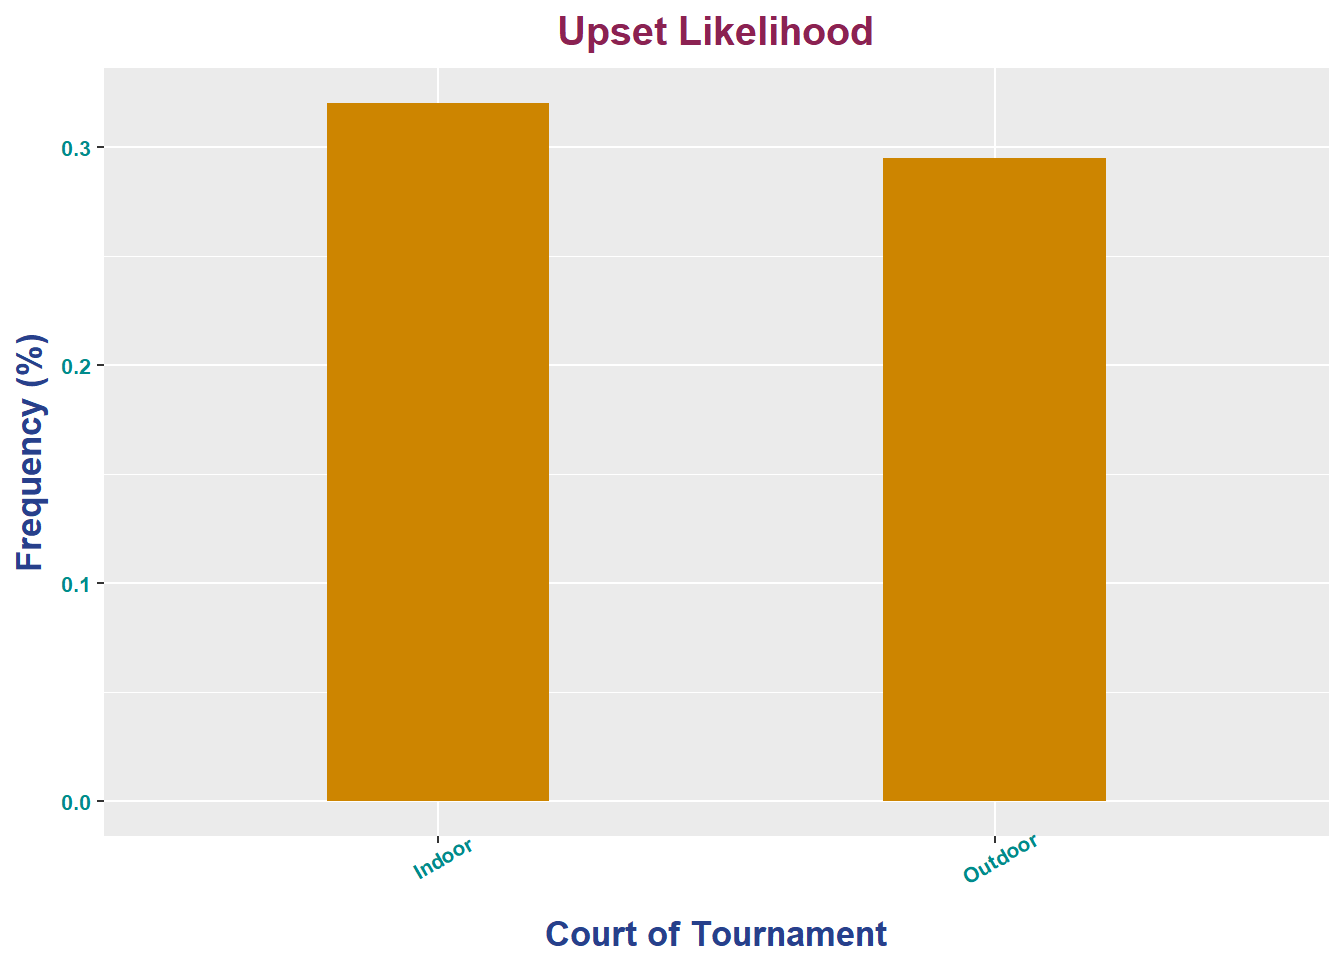 Upset Likelihood
Frequency (%)
0.3
0.2
0.1
0.0
Indoor
Outdoor
Court of Tournament